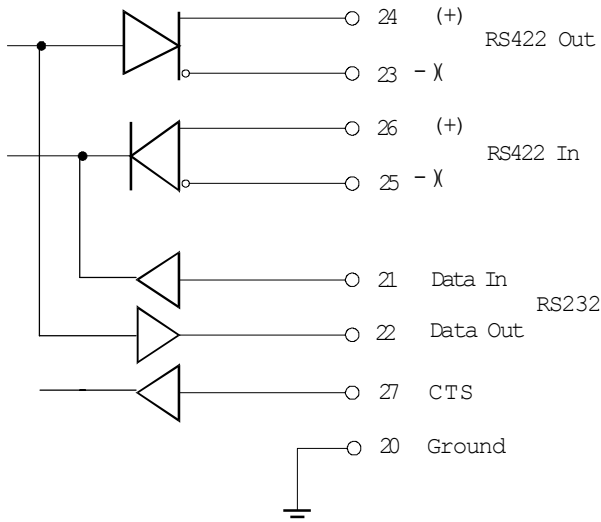 24 (+)
RS422 Out
23 -)(
26 (+)
RS422 In
25 -)(
21 Data In
RS232
22 Data Out
27 CTS
20 Ground